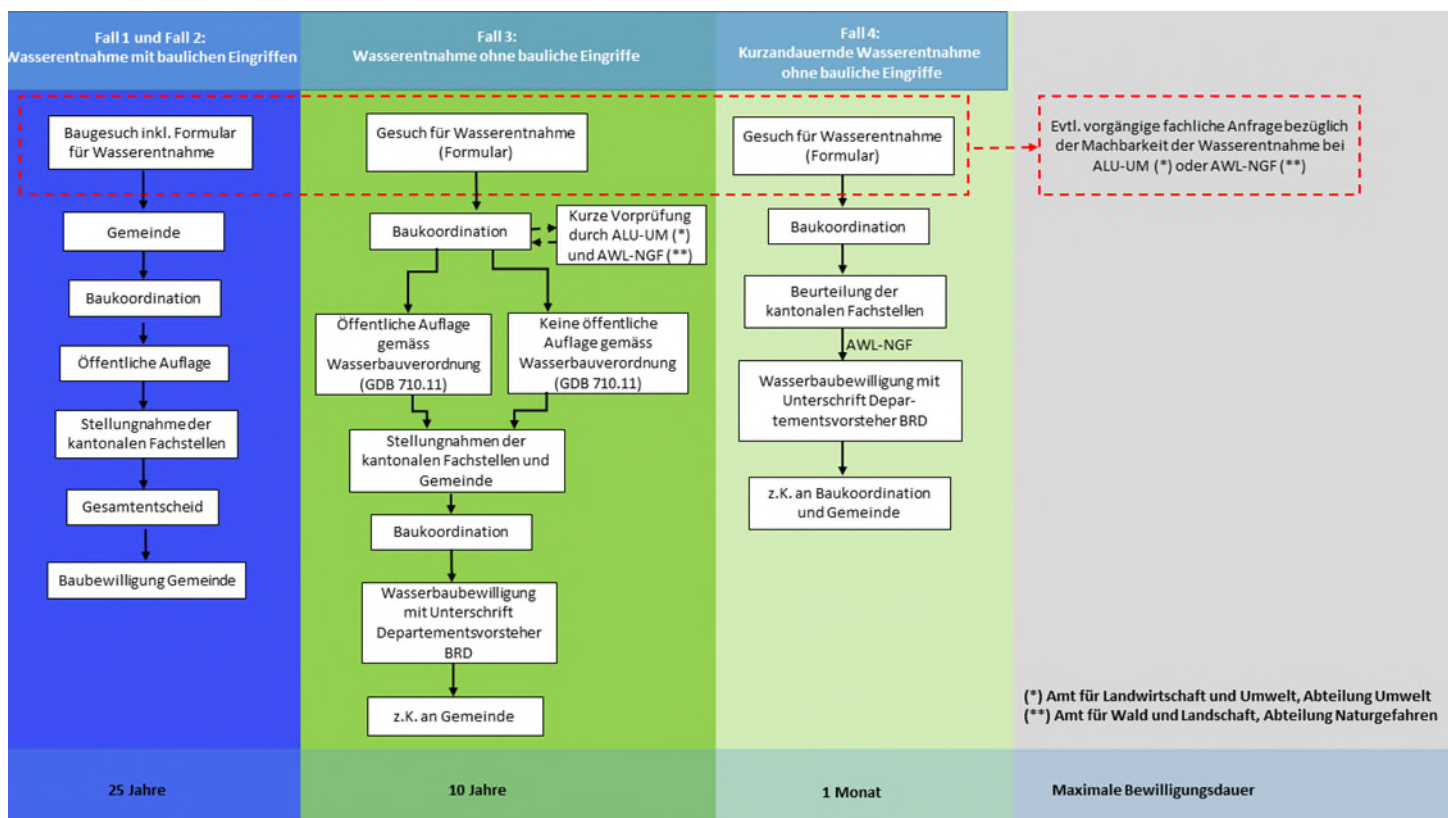 Fall 1 und Fall 2:
Wasserentnahme mit baulichen Eingriffen
Baugesuch inkl. Formular
für Wasserentnahme
Gemeinde
Baukoordination
Öffentliche Auflage
Stellungnahme der
kantonalen Fachstellen
Gesamtentscheid
Baubewilligung Gemeinde
25 Jahre
Fall 3:
Wasserentnahme ohne bauliche Eingriffe
Gesuch für Wasserentnahme
(Formular)
Baukoordination
Kurze Vorprüfung
durch ALU-UM (*)
und AWL-NGF (**)
Öffentliche Auflage
gemäss
Wasserbauverordnung
(GDB 710.11)
Keine öffentliche
Auflage gemäss
Wasserbauverordnung
(GDB 710.11)
Stellungnahmen der
kantonalen Fachstellen und
Gemeinde
Baukoordination
Wasserbaubewilligung
mit Unterschrift
Departementsvorsteher
BRD
z.K. an Gemeinde
10 Jahre
Fall 4:
Kurzandauernde Wasserentnahme
ohne bauliche Eingriffe
Gesuch für Wasserentnahme
(Formular)
Baukoordination
Beurteilung der
kantonalen Fachstellen
AWL-NGF
Wasserbaubewilligung mit
Unterschrift Depar-
tementsvorsteher BRD
z.K. an Baukoordination
und Gemeinde
1 Monat
Evtl. vorgängige fachliche Anfrage bezüglich
der Machbarkeit der Wasserentnahme bei
ALU-UM (*) oder AWL-NGF (**)
(*) Amt für Landwirtschaft und Umwelt, Abteilung Umwelt
(**) Amt für Wald und Landschaft, Abteilung Naturgefahren
Maximale Bewilligungsdauer